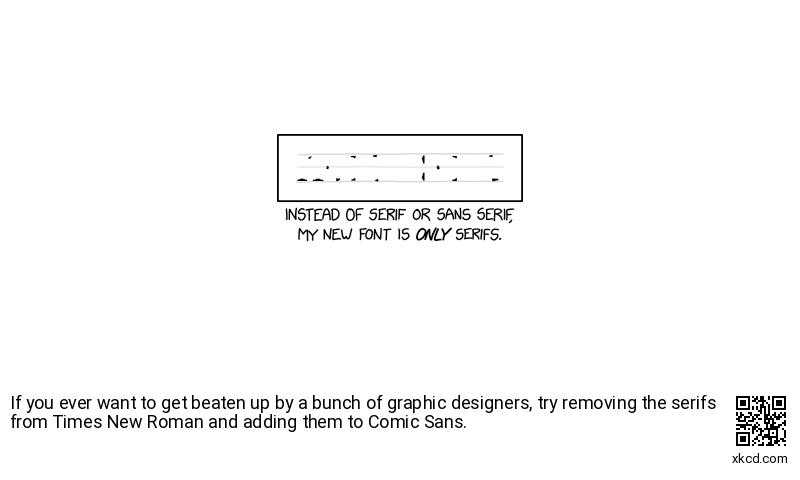 INSTEAD OF SERIF OR SANS SERIF,
MY NEW FONT IS ONLY SERIFS.
If you ever want to get beaten up by a bunch of graphic designers, try removing the serifs
from Times New Roman and adding them to Comic Sans.
xkcd.com